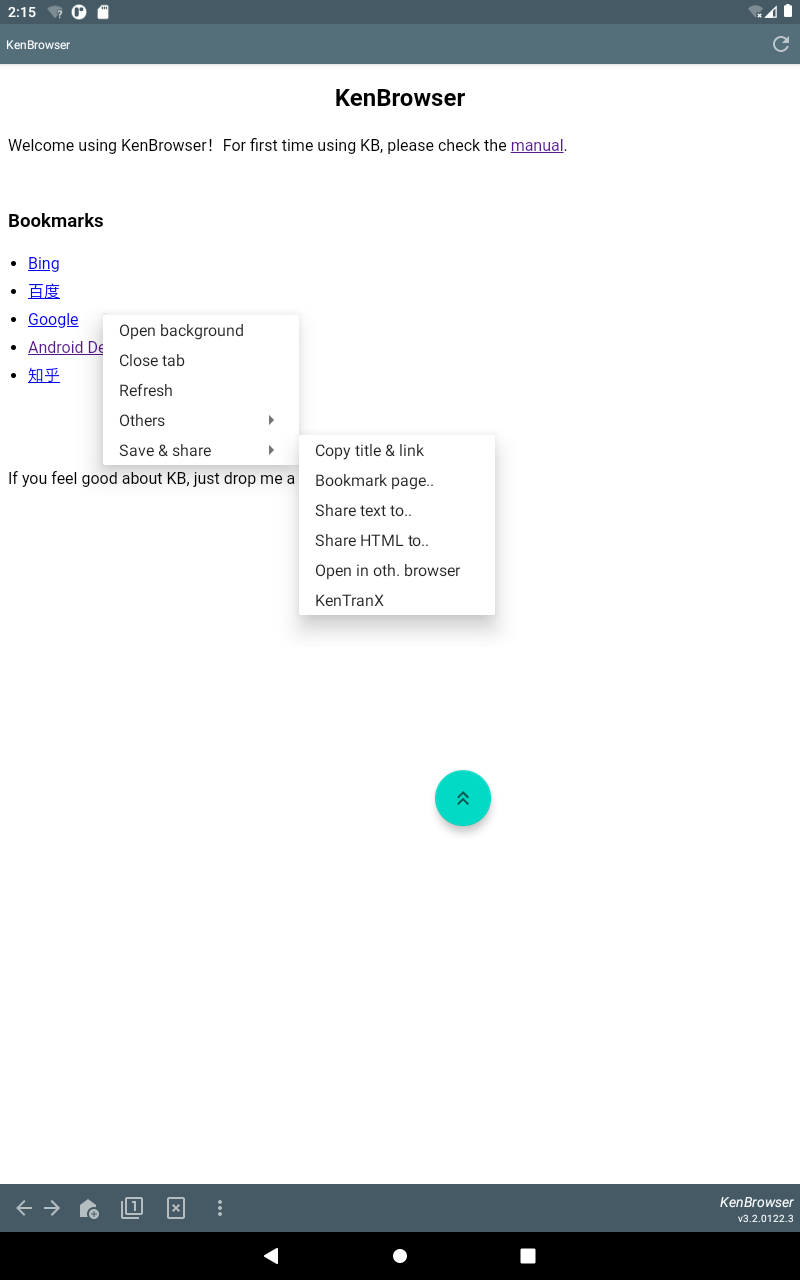 2:15
KenBrowser
KenBrowser
Welcome using KenBrowser！For first time using KB, please check the manual.
Bookmarks
Bing
百度
Google
Android De
知乎
Open background
Close tab
Refresh
Others
Save & share
If you feel good about KB, just drop me a
Copy title & link
Bookmark page..
Share text to..
Share HTML to..
Open in oth. browser
KenTranX
1
KenBrowser
v3.2.0122.3